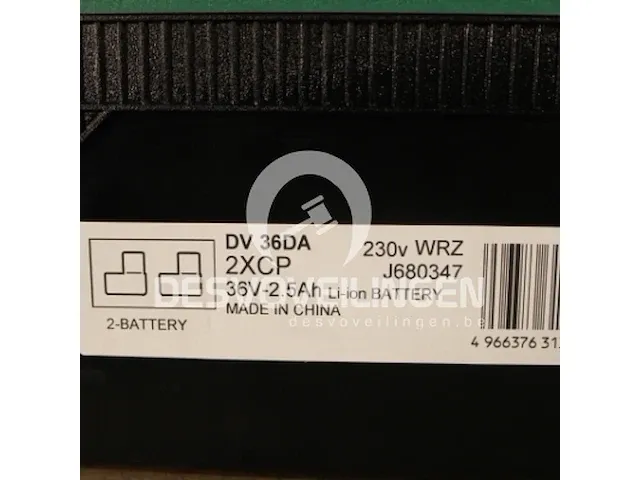 DV 36DA
2XCP
36V-2.5Ah Li-ion BATTERY
MADE IN CHINA
230v WRZ
J680347
2-BATTERY
4 966376 31
DESVOVEILINGEN
desvoveilingen.be